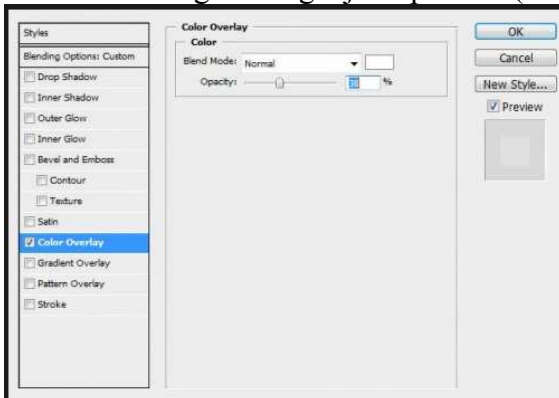 Styles
Blending Options: Custom
Drop Shadow
Inner Shadow
Outer Glow
Inner Glow
Bevel and Emboss
Contour
Texture
Satin
Color Overlay
Gradient Overlay
Pattern Overlay
Stroke
Color Overlay
Color
Blend Mode: Normal
Opacity: %
OK
Cancel
New Style...
Preview